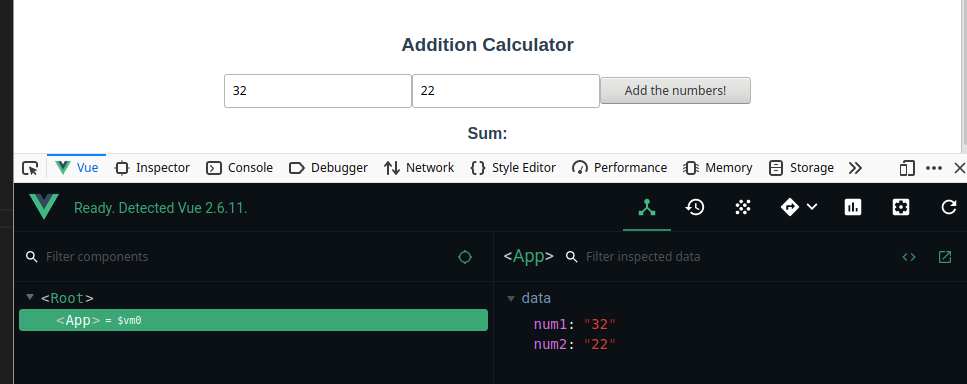 Addition Calculator
32 22 Add the numbers!
Sum:
Vue Inspector Console Debugger Network Style Editor Performance Memory Storage
Ready. Detected Vue 2.6.11.
Filter components
<Root>
<App> = $vm0
<App> Filter inspected data
data
num1: "32"
num2: "22"